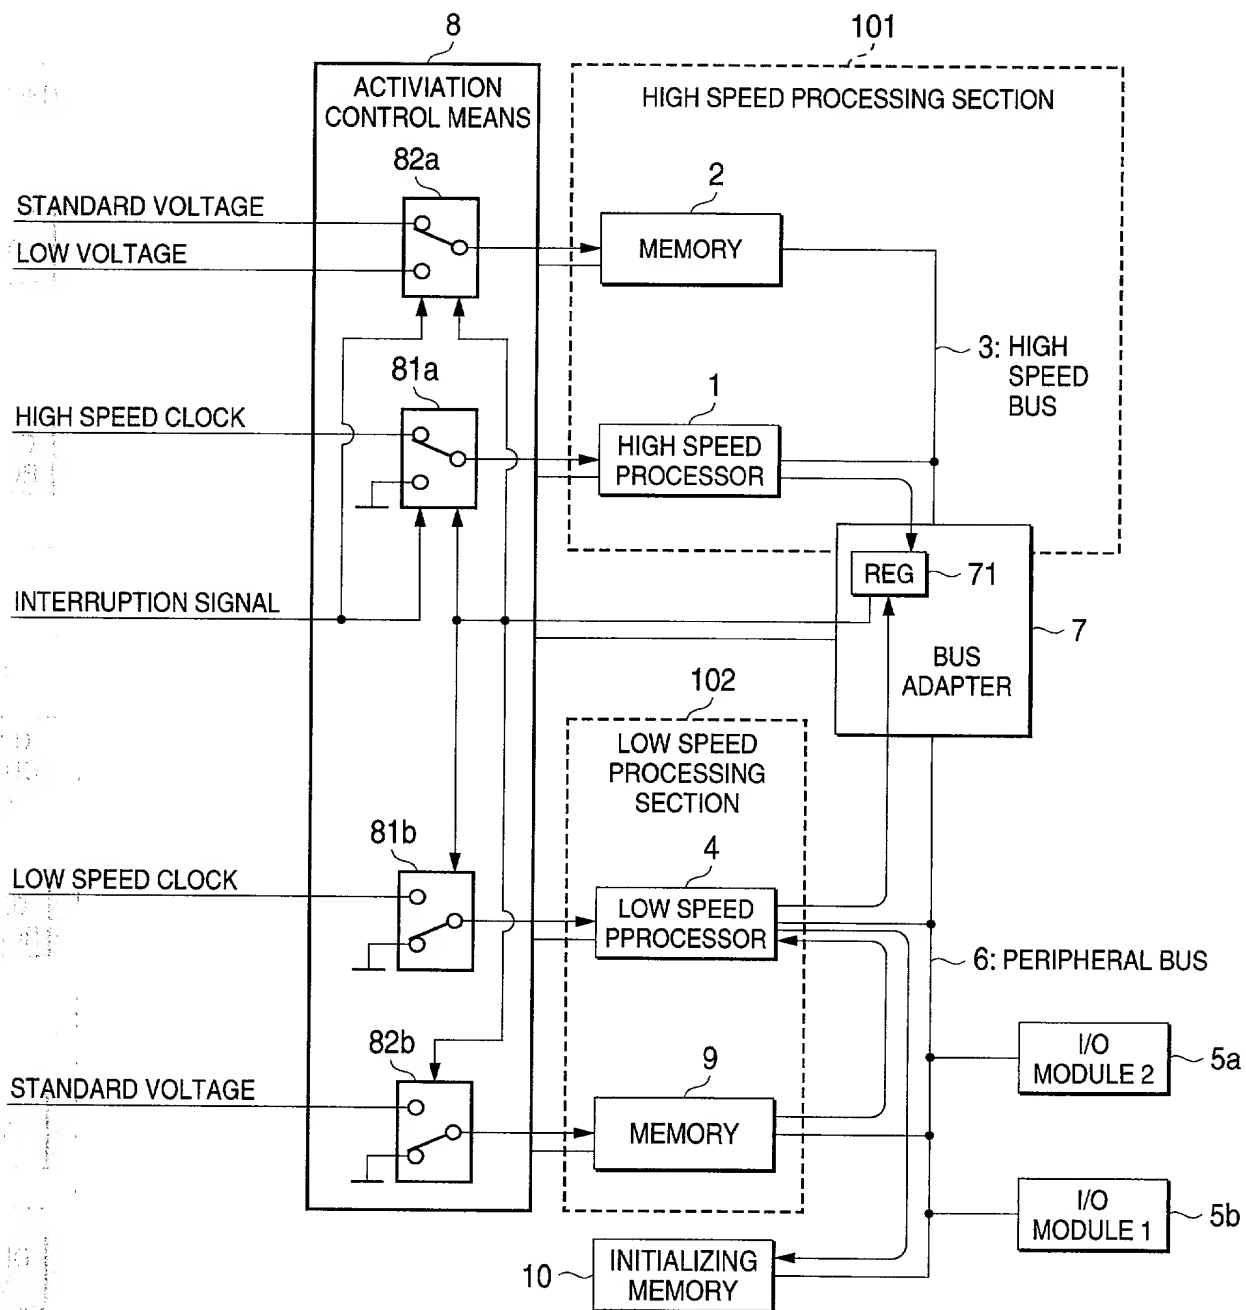 8
101
ACTIVIATION
CONTROL MEANS
HIGH SPEED PROCESSING SECTION
82a
2
STANDARD VOLTAGE
LOW VOLTAGE
MEMORY
3: HIGH
SPEED
BUS
81a
1
HIGH SPEED CLOCK
HIGH SPEED
PROCESSOR
REG
71
INTERRUPTION SIGNAL
7
BUS
ADAPTER
102
LOW SPEED
PROCESSING
SECTION
81b
4
LOW SPEED CLOCK
LOW SPEED
PPROCESSOR
6: PERIPHERAL BUS
82b
9
I/O
MODULE 2
5a
STANDARD VOLTAGE
MEMORY
I/O
MODULE 1
5b
10
INITIALIZING
MEMORY